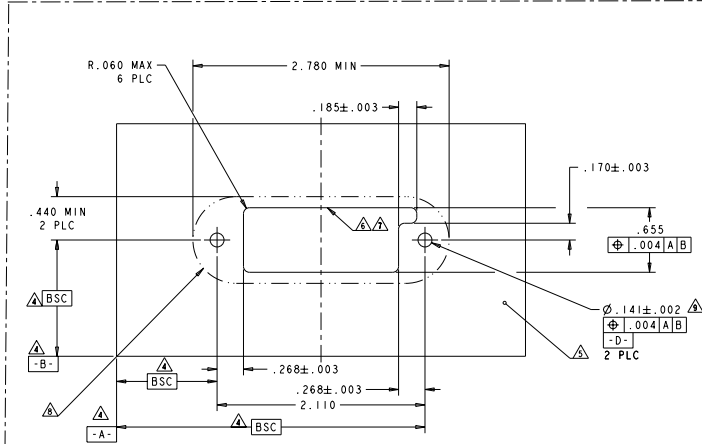 R.060 MAX
6 PLC
2.780 MIN
.185±.003
.170±.003
.440 MIN
2 PLC
6 7
.655
⌖ .004 A B
4 BSC
Ø.141±.002 9
⌖ .004 A B
-D-
2 PLC
5
4
-B-
4
BSC
.268±.003
.268±.003
2.110
8
4
-A-
4 BSC